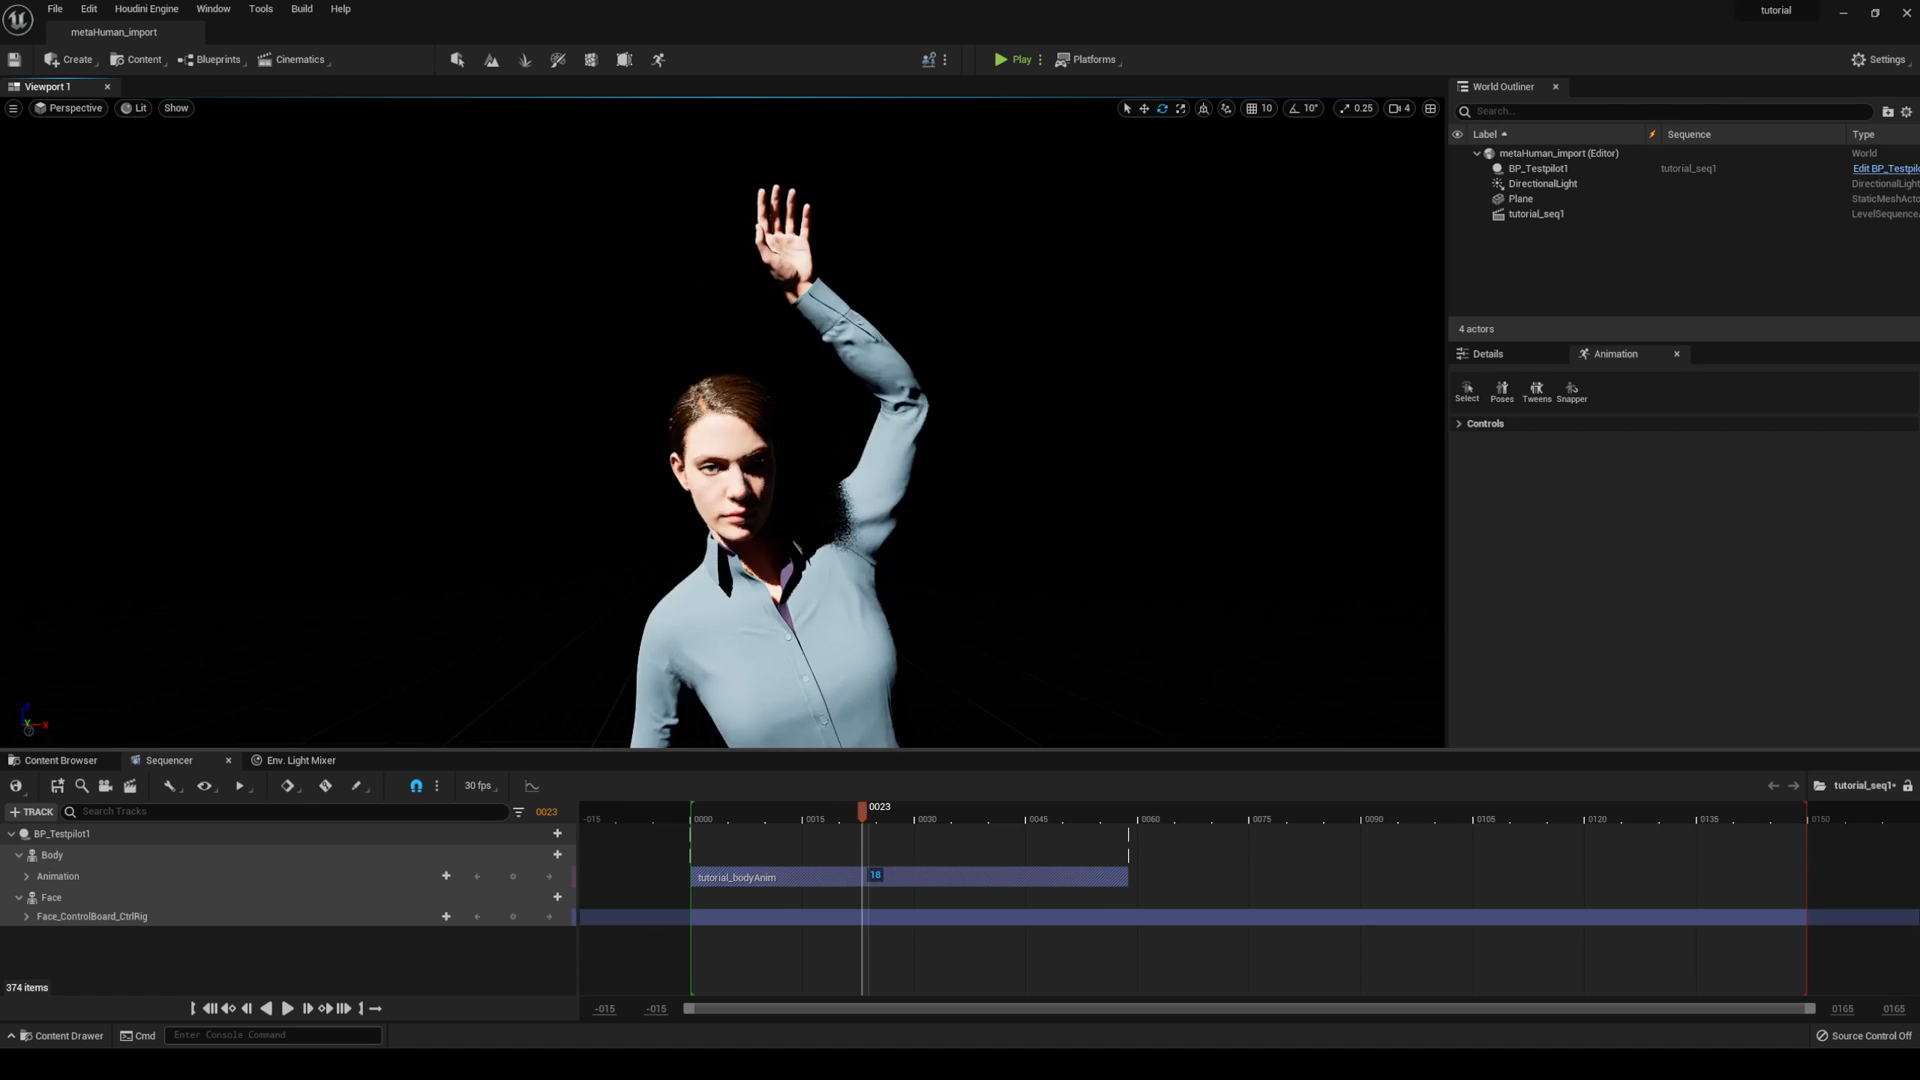 File Edit Houdini Engine Window Tools Build Help
tutorial
metaHuman_import
Create Content Blueprints Cinematics Play Platforms Settings
Viewport 1
Perspective Lit Show 10 10° 0.25 4
World Outliner
Search...
Label Sequence Type
metaHuman_import (Editor) World
BP_Testpilot1 tutorial_seq1 Edit BP_Testpilo
DirectionalLight DirectionalLight
Plane StaticMeshActo
tutorial_seq1 LevelSequence
4 actors
Details Animation
Select Poses Tweens Snapper
Controls
Z
Y X
Content Browser Sequencer Env. Light Mixer
30 fps tutorial_seq1*
+ TRACK Search Tracks 0023
0023
-015 0000 0015 0030 0045 0060 0075 0090 0105 0120 0135 0150
BP_Testpilot1
Body
Animation tutorial_bodyAnim 18
Face
Face_ControlBoard_CtrlRig
374 items
-015 -015 0165 0165
Content Drawer Cmd Enter Console Command Source Control Off